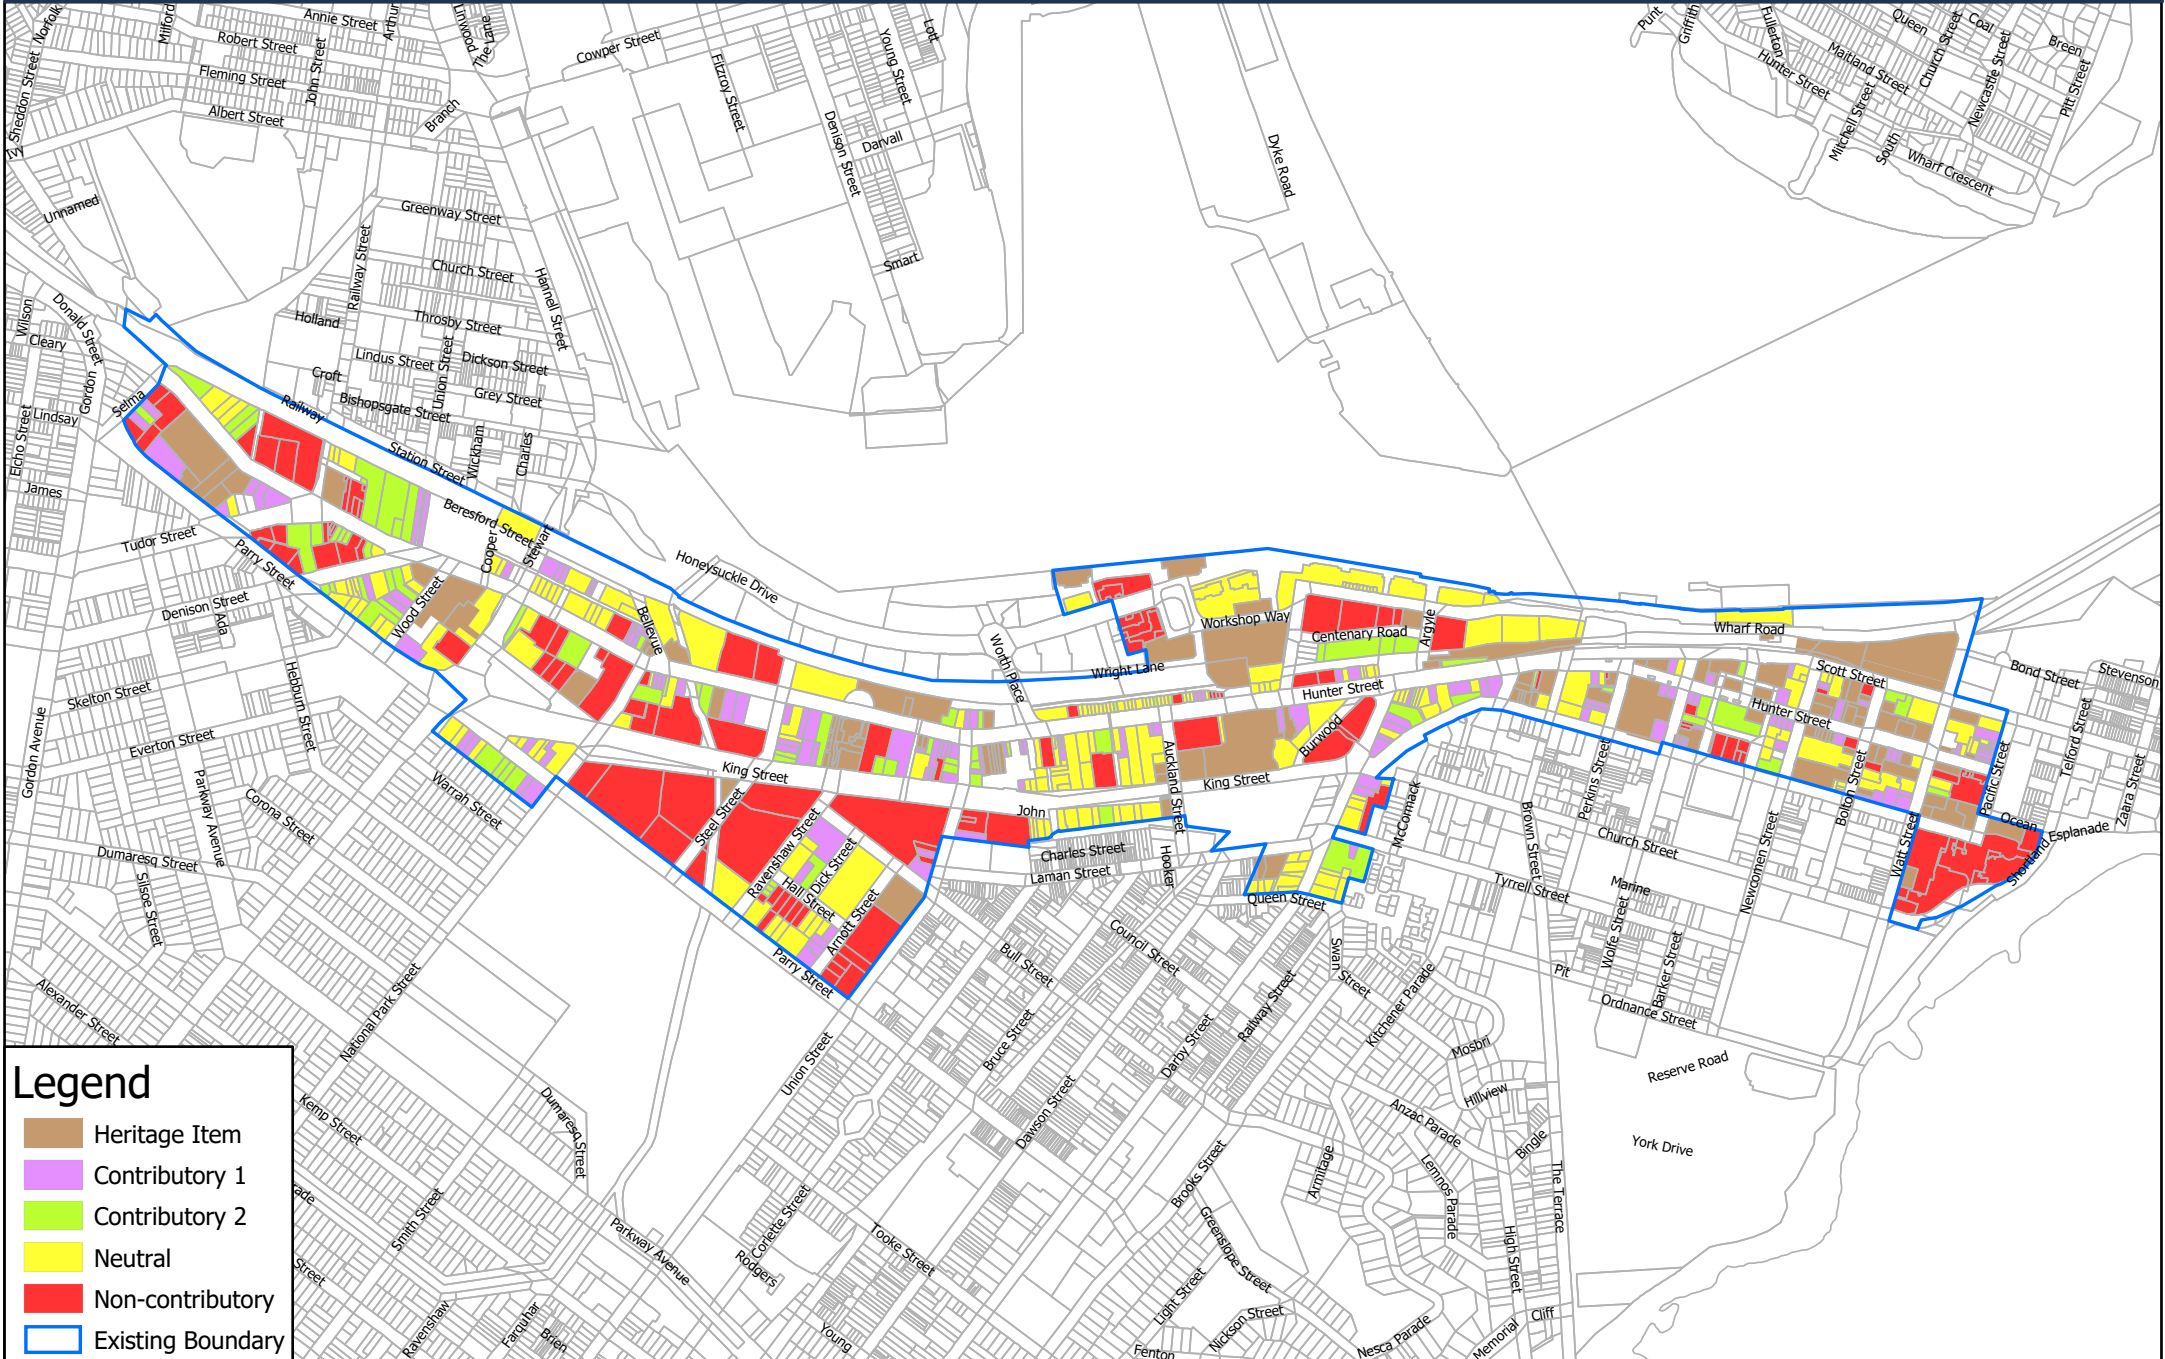 Norfolk
Milford
Annie Street
Arthur
Linwood
The Lane
Cowper Street
Young Street
Lott
Punt
Griffith
Fullerton
Queen
Coal
Church Street
Breen
Robert Street
John Street
Fleming Street
Sheddon Street
Albert Street
Branch
Ivy
Fitzroy Street
Denison Street
Darvall
Dyke Road
Hunter Street
Maitland Street
Newcastle Street
Pitt Street
Mitchell Street
South
Wharf Crescent
Unnamed
Greenway Street
Railway Street
Church Street
Hannell Street
Smart
Wilson
Donald Street
Cleary
Holland
Throsby Street
Lindus Street
Union Street
Dickson Street
Croft
Grey Street
Gordon
Selma
Lindsay
Railway
Bishopsgate Street
Elcho Street
Station Street
Wickham
Charles
James
Beresford Street
Tudor Street
Parry Street
Cooper
Stewart
Honeysuckle Drive
Denison Street
Ada
Wood Street
Bellevue
Worth Place
Workshop Way
Centenary Road
Argyle
Wharf Road
Wright Lane
Hunter Street
Scott Street
Bond Street
Stevenson
Skelton Street
Hebburn Street
Everton Street
Gordon Avenue
Hunter Street
Telford Street
Burwood
Auckland Street
King Street
King Street
Perkins Street
Pacific Street
Zaara Street
Warrah Street
Parkway Avenue
Corona Street
Steel Street
John
McCormack
Brown Street
Bolton Street
Ocean
Shortland Esplanade
Dumaresq Street
Ravenshaw Street
Dick Street
Hall Street
Charles Street
Laman Street
Hooker
Church Street
Newcomen Street
Watt Street
Silsoe Street
Arnott Street
Queen Street
Tyrrell Street
Marine
Wolfe Street
Parry Street
Bull Street
Council Street
Swan Street
Pit
Barker Street
Alexander Street
National Park Street
Railway Street
Kitchener Parade
Ordnance Street
Union Street
Bruce Street
Darby Street
Mosbri
Reserve Road
Legend
Heritage Item
Contributory 1
Contributory 2
Neutral
Non-contributory
Existing Boundary
Kemp Street
Dumaresq Street
Dawson Street
Hillview
Anzac Parade
Bingle
York Drive
rade
Smith Street
Armitage
Lemnos Parade
The Terrace
Brooks Street
Corlette Street
Parkway Avenue
Rodgers
Tooke Street
Greenslope Street
High Street
Street
Light Street
Ravenshaw
Farquhar
Brien
Young
Nickson Street
Fenton
Nesca Parade
Memorial
Cliff